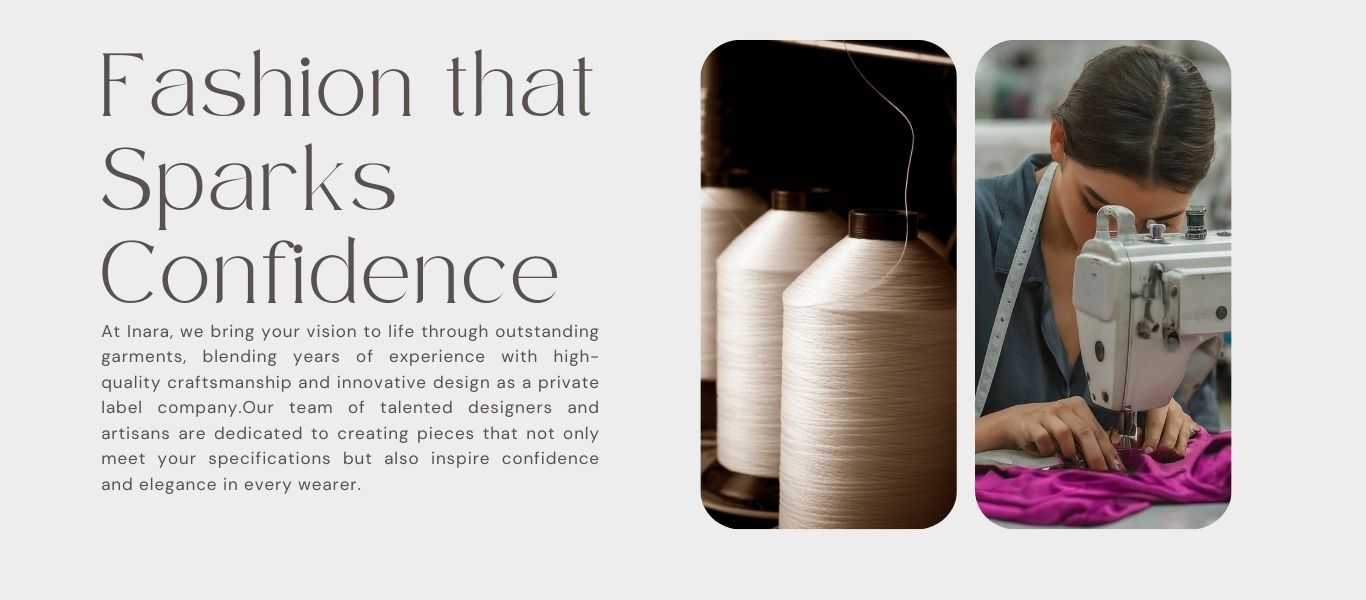 Fashion that
Sparks
Confidence
At Inara, we bring your vision to life through outstanding
garments, blending years of experience with high-
quality craftsmanship and innovative design as a private
label company.Our team of talented designers and
artisans are dedicated to creating pieces that not only
meet your specifications but also inspire confidence
and elegance in every wearer.